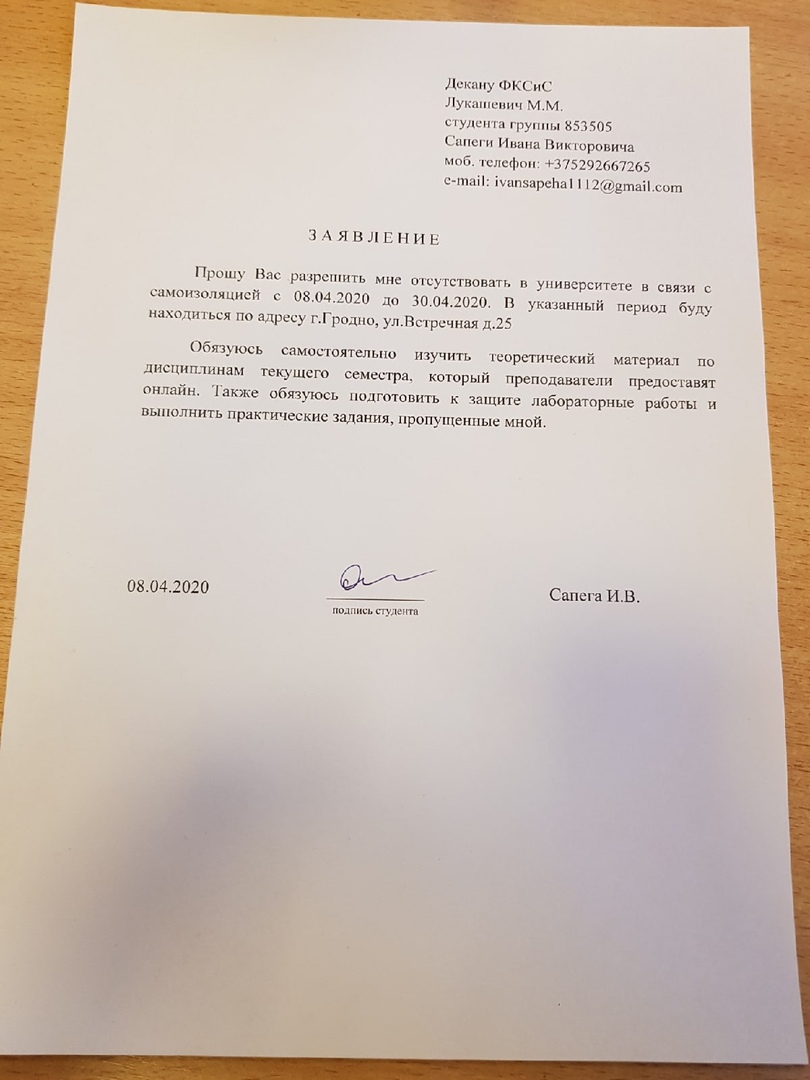 Декану ФКСиС
Лукашевич М.М.
студента группы 853505
Сапеги Ивана Викторовича
моб. телефон: +375292667265
e-mail: ivansapeha1112@gmail.com
ЗАЯВЛЕНИЕ
Прошу Вас разрешить мне отсутствовать в университете в связи с
самоизоляцией с 08.04.2020 до 30.04.2020. В указанный период буду
находиться по адресу г.Гродно, ул.Встречная д.25
Обязуюсь самостоятельно изучить теоретический материал по
дисциплинам текущего семестра, который преподаватели предоставят
онлайн. Также обязуюсь подготовить к защите лабораторные работы и
выполнить практические задания, пропущенные мной.
08.04.2020
Сапега И.В.
подпись студента